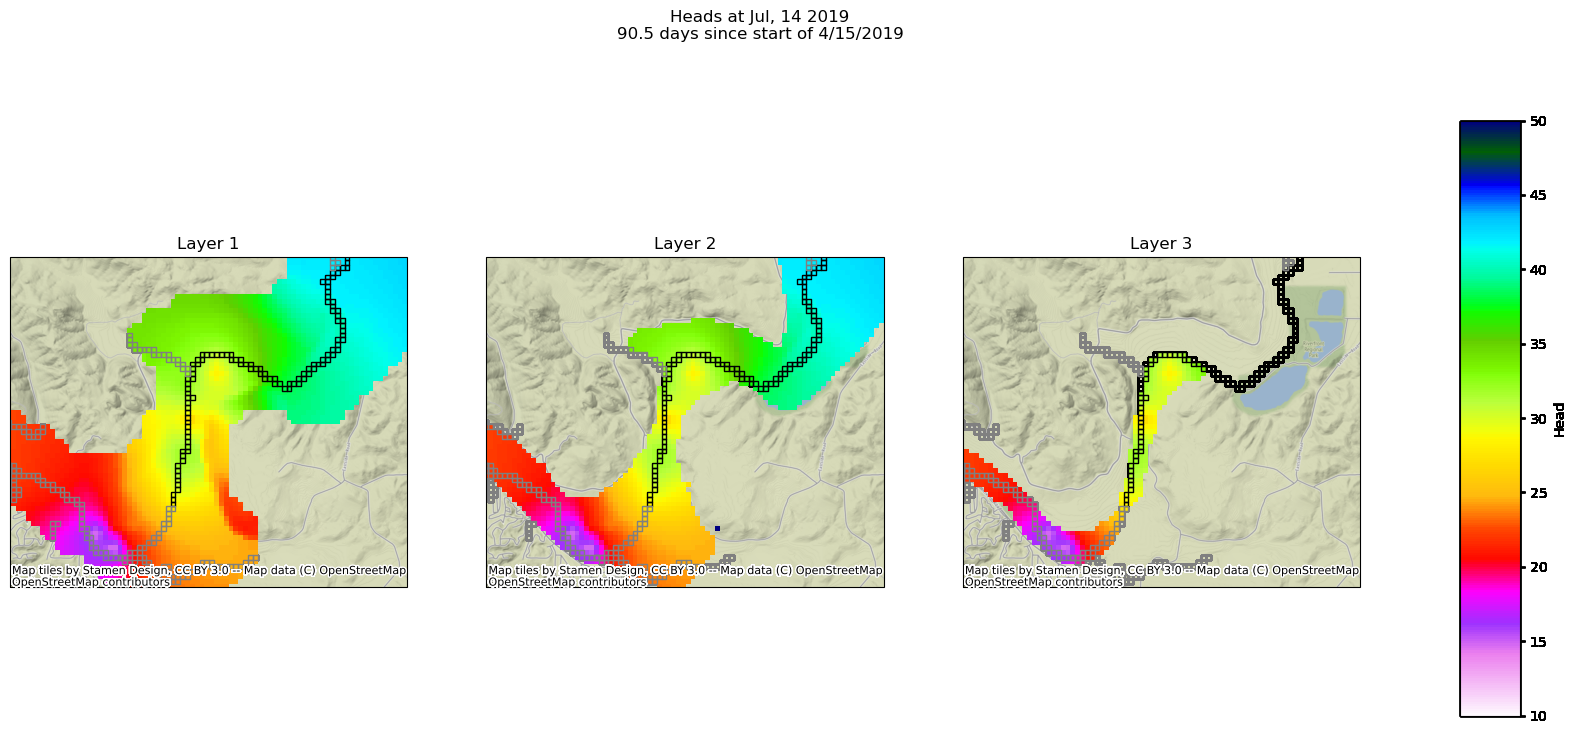 Heads at Jul, 14 2019
90.5 days since start of 4/15/2019
Layer 1
Layer 2
Layer 3
Map tiles by Stamen Design, CC BY 3.0 -- Map data (C) OpenStreetMap
OpenStreetMap contributors
Map tiles by Stamen Design, CC BY 3.0 -- Map data (C) OpenStreetMap
OpenStreetMap contributors
Map tiles by Stamen Design, CC BY 3.0 -- Map data (C) OpenStreetMap
OpenStreetMap contributors
50
45
40
35
30
25
20
15
10
Head